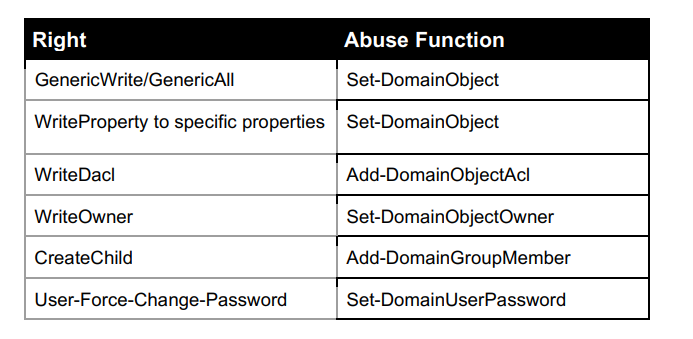 Right Abuse Function
GenericWrite/GenericAll Set-DomainObject
WriteProperty to specific properties Set-DomainObject
WriteDacl Add-DomainObjectAcl
WriteOwner Set-DomainObjectOwner
CreateChild Add-DomainGroupMember
User-Force-Change-Password Set-DomainUserPassword